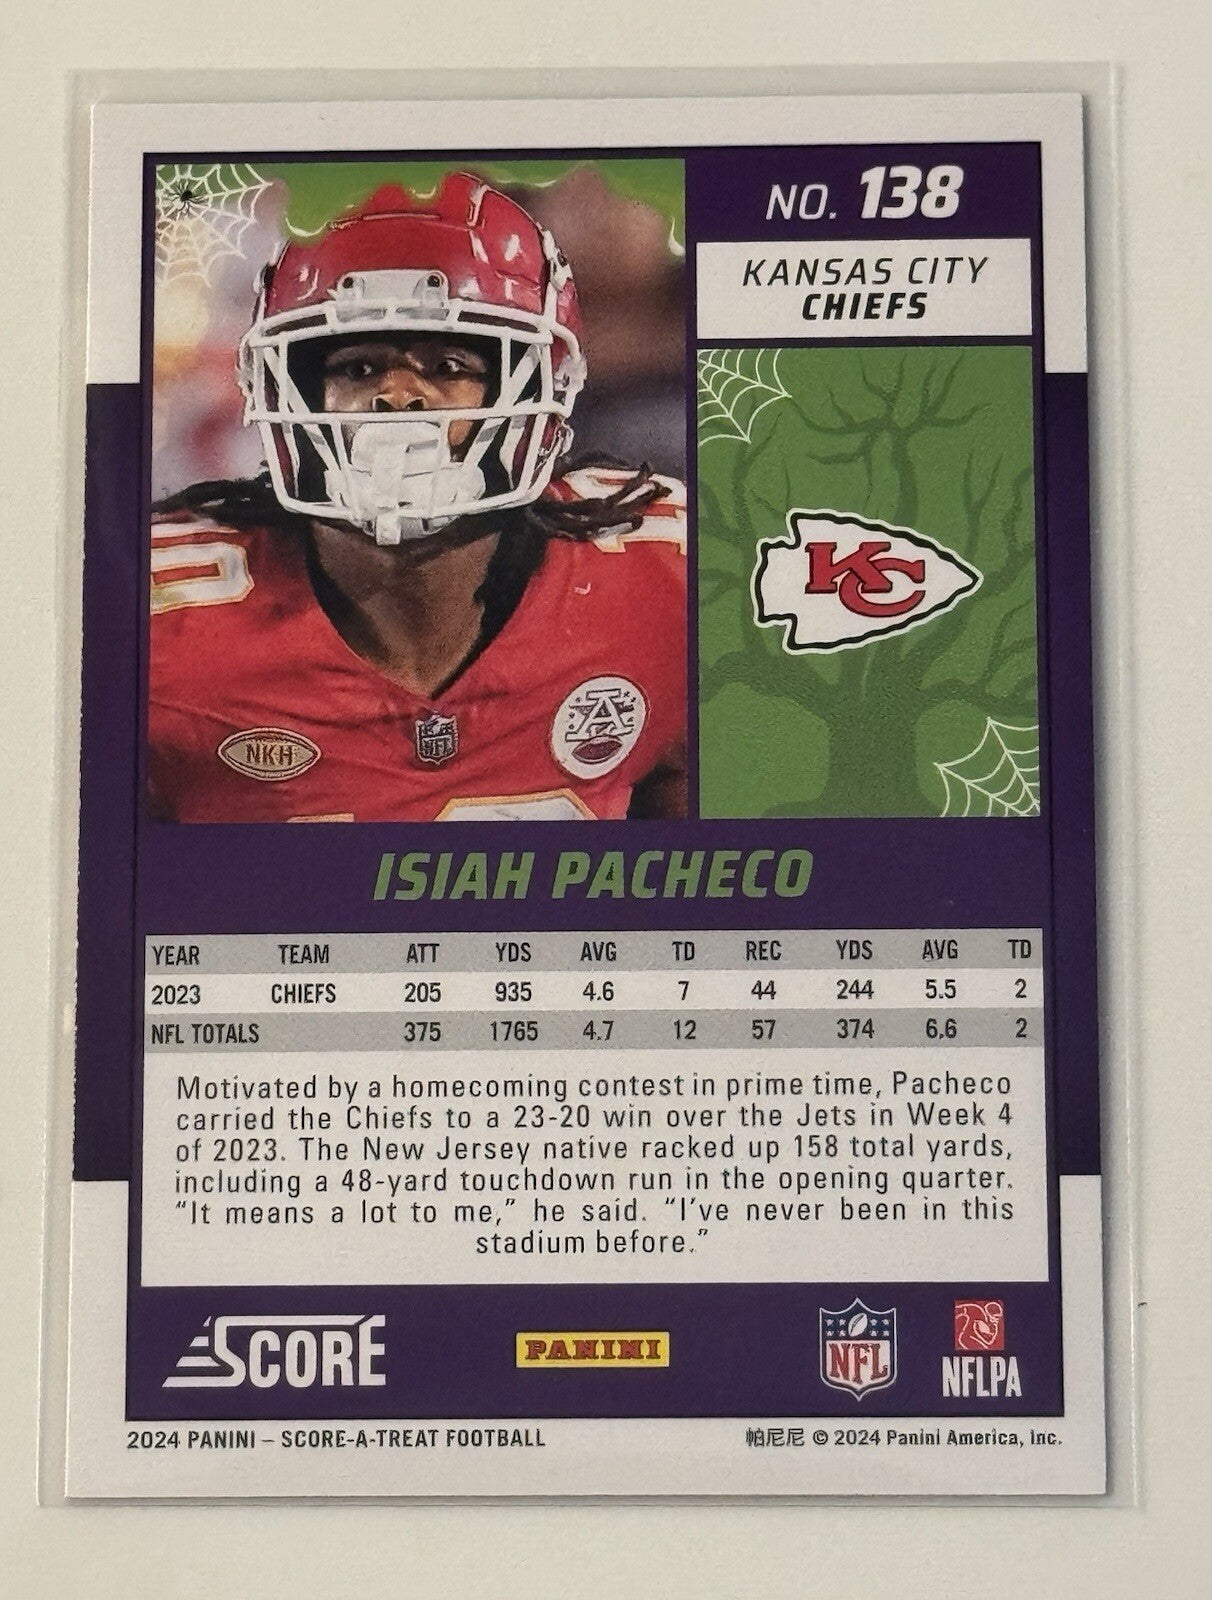 NO. 138
KANSAS CITY
CHIEFS
KC
NKH
NFL
A
ISIAH PACHECO
YEAR TEAM ATT YDS AVG TD REC YDS AVG TD
2023 CHIEFS 205 935 4.6 7 44 244 5.5 2
NFL TOTALS 375 1765 4.7 12 57 374 6.6 2
Motivated by a homecoming contest in prime time, Pacheco
carried the Chiefs to a 23-20 win over the Jets in Week 4
of 2023. The New Jersey native racked up 158 total yards,
including a 48-yard touchdown run in the opening quarter.
“It means a lot to me,” he said. “I’ve never been in this
stadium before.”
SCORE
PANINI
NFL
NFLPA
2024 PANINI – SCORE-A-TREAT FOOTBALL
帕尼尼 © 2024 Panini America, Inc.